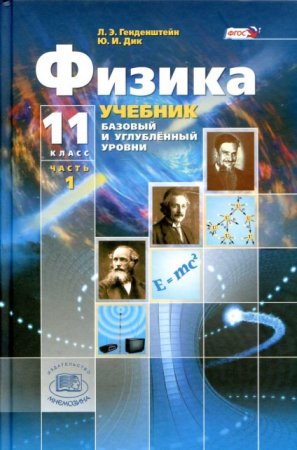 Л. Э. Генденштейн
Ю. И. Дик
ФГОС
Физика
УЧЕБНИК
БАЗОВЫЙ
И УГЛУБЛЁННЫЙ
УРОВНИ
11
КЛАСС
ЧАСТЬ
1
E = mc²
ИЗДАТЕЛЬСТВО
МНЕМОЗИНА